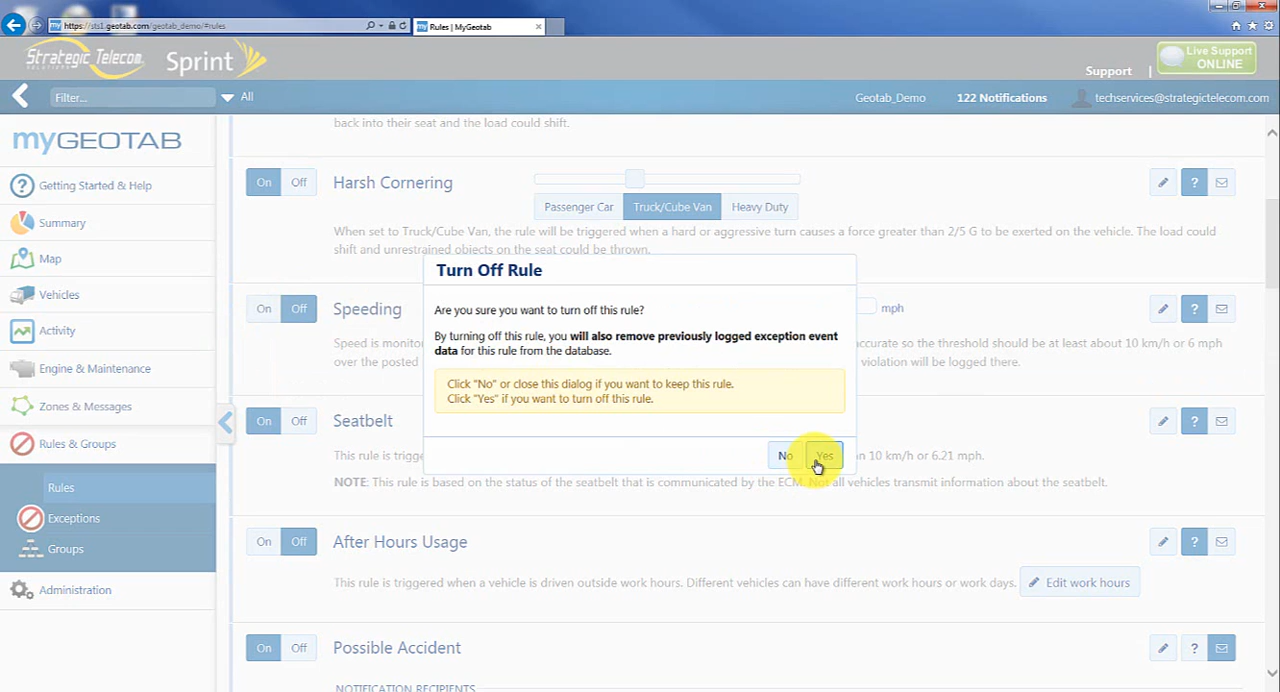 https://sts1.geotab.com/geotab_demo/#rules
Rules | MyGeotab
Strategic Telecom
SOLUTIONS
Sprint
Support |
Live Support
ONLINE
Filter...
All
Geotab_Demo
122 Notifications
techservices@strategictelecom.com
myGEOTAB
Getting Started & Help
Summary
Map
Vehicles
Activity
Engine & Maintenance
Zones & Messages
Rules & Groups
Rules
Exceptions
Groups
Administration
back into their seat and the load could shift.
On Off Harsh Cornering
Passenger Car Truck/Cube Van Heavy Duty
?
When set to Truck/Cube Van, the rule will be triggered when a hard or aggressive turn causes a force greater than 2/5 G to be exerted on the vehicle. The load could
shift and unrestrained objects on the seat could be thrown.
On Off Speeding mph
?
Speed is monitor ccurate so the threshold should be at least about 10 km/h or 6 mph
over the posted violation will be logged there.
Turn Off Rule
Are you sure you want to turn off this rule?
By turning off this rule, you will also remove previously logged exception event
data for this rule from the database.
Click "No" or close this dialog if you want to keep this rule.
Click "Yes" if you want to turn off this rule.
No Yes
On Off Seatbelt
?
This rule is trigge an 10 km/h or 6.21 mph.
NOTE: This rule is based on the status of the seatbelt that is communicated by the ECM. Not all vehicles transmit information about the seatbelt.
On Off After Hours Usage
?
This rule is triggered when a vehicle is driven outside work hours. Different vehicles can have different work hours or work days. Edit work hours
On Off Possible Accident
?
NOTIFICATION RECIPIENTS